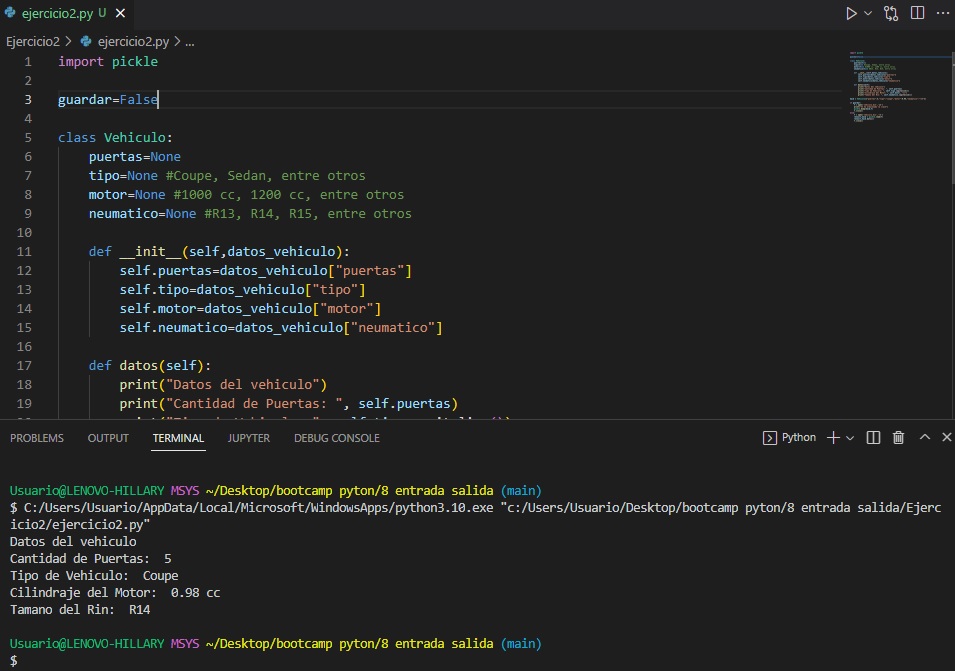 ejercicio2.py U
Ejercicio2 > ejercicio2.py > ...
1 import pickle
2
3 guardar=False
4
5 class Vehiculo:
6 puertas=None
7 tipo=None #Coupe, Sedan, entre otros
8 motor=None #1000 cc, 1200 cc, entre otros
9 neumatico=None #R13, R14, R15, entre otros
10
11 def __init__(self,datos_vehiculo):
12 self.puertas=datos_vehiculo["puertas"]
13 self.tipo=datos_vehiculo["tipo"]
14 self.motor=datos_vehiculo["motor"]
15 self.neumatico=datos_vehiculo["neumatico"]
16
17 def datos(self):
18 print("Datos del vehiculo")
19 print("Cantidad de Puertas: ", self.puertas)
PROBLEMS OUTPUT TERMINAL JUPYTER DEBUG CONSOLE Python
Usuario@LENOVO-HILLARY MSYS ~/Desktop/bootcamp pyton/8 entrada salida (main)
$ C:/Users/Usuario/AppData/Local/Microsoft/WindowsApps/python3.10.exe "c:/Users/Usuario/Desktop/bootcamp pyton/8 entrada salida/Ejerc
icio2/ejercicio2.py"
Datos del vehiculo
Cantidad de Puertas:  5
Tipo de Vehiculo:  Coupe
Cilindraje del Motor:  0.98 cc
Tamano del Rin:  R14
Usuario@LENOVO-HILLARY MSYS ~/Desktop/bootcamp pyton/8 entrada salida (main)
$